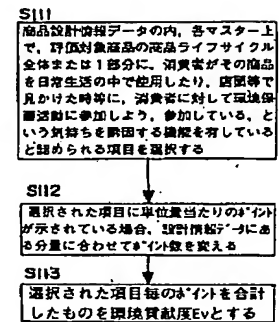 S111
商品設計情報データの内，各マスター上
で，評価対象商品の商品ライフサイクル
全体または１部分に，消費者がその商品
を日常生活の中で使用したり，店頭等で
見かけた時等に，消費者に対して環境保
護活動に参加しよう，参加している，と
いう気持ちを誘因する機能を有している
と認められる項目を選択する
S112
選択された項目に単位量当たりのﾎﾟｲﾝﾄ
が示されている場合，設計情報ﾃﾞｰﾀにあ
る分量に合わせてﾎﾟｲﾝﾄ数を変える
S113
選択された項目毎のﾎﾟｲﾝﾄを合計
したものを環境貢献度Evとする